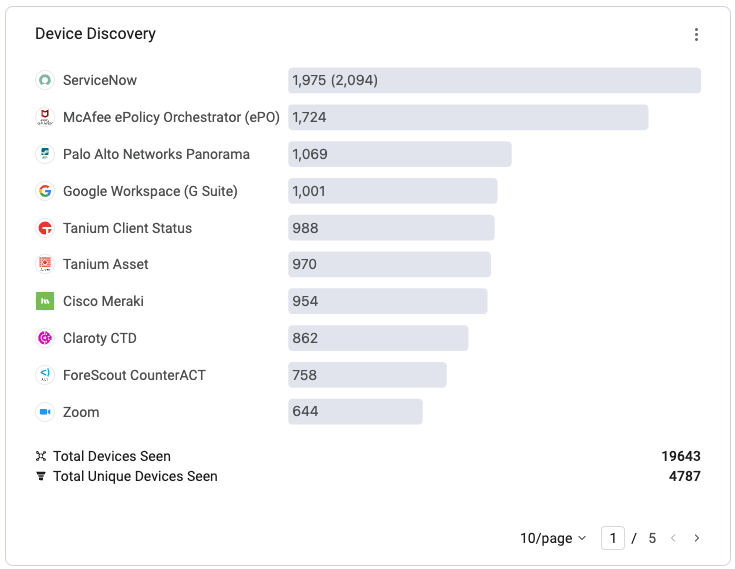 Device Discovery
ServiceNow 1,975 (2,094)
McAfee ePolicy Orchestrator (ePO) 1,724
Palo Alto Networks Panorama 1,069
Google Workspace (G Suite) 1,001
Tanium Client Status 988
Tanium Asset 970
Cisco Meraki 954
Claroty CTD 862
ForeScout CounterACT 758
Zoom 644
Total Devices Seen 19643
Total Unique Devices Seen 4787
10/page 1 / 5